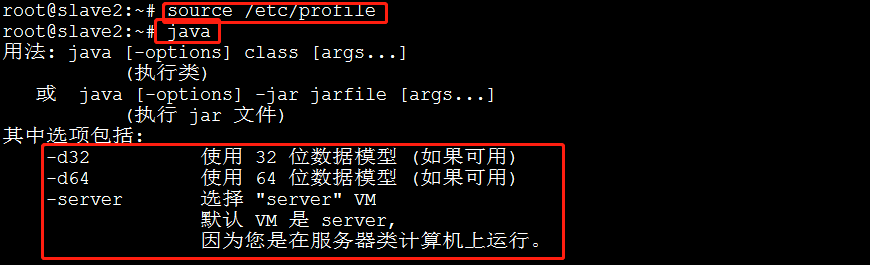 root@slave2:~# source /etc/profile
root@slave2:~# java
用法: java [-options] class [args...]
(执行类)
或 java [-options] -jar jarfile [args...]
(执行 jar 文件)
其中选项包括:
-d32 使用 32 位数据模型 (如果可用)
-d64 使用 64 位数据模型 (如果可用)
-server 选择 "server" VM
默认 VM 是 server,
因为您是在服务器类计算机上运行。